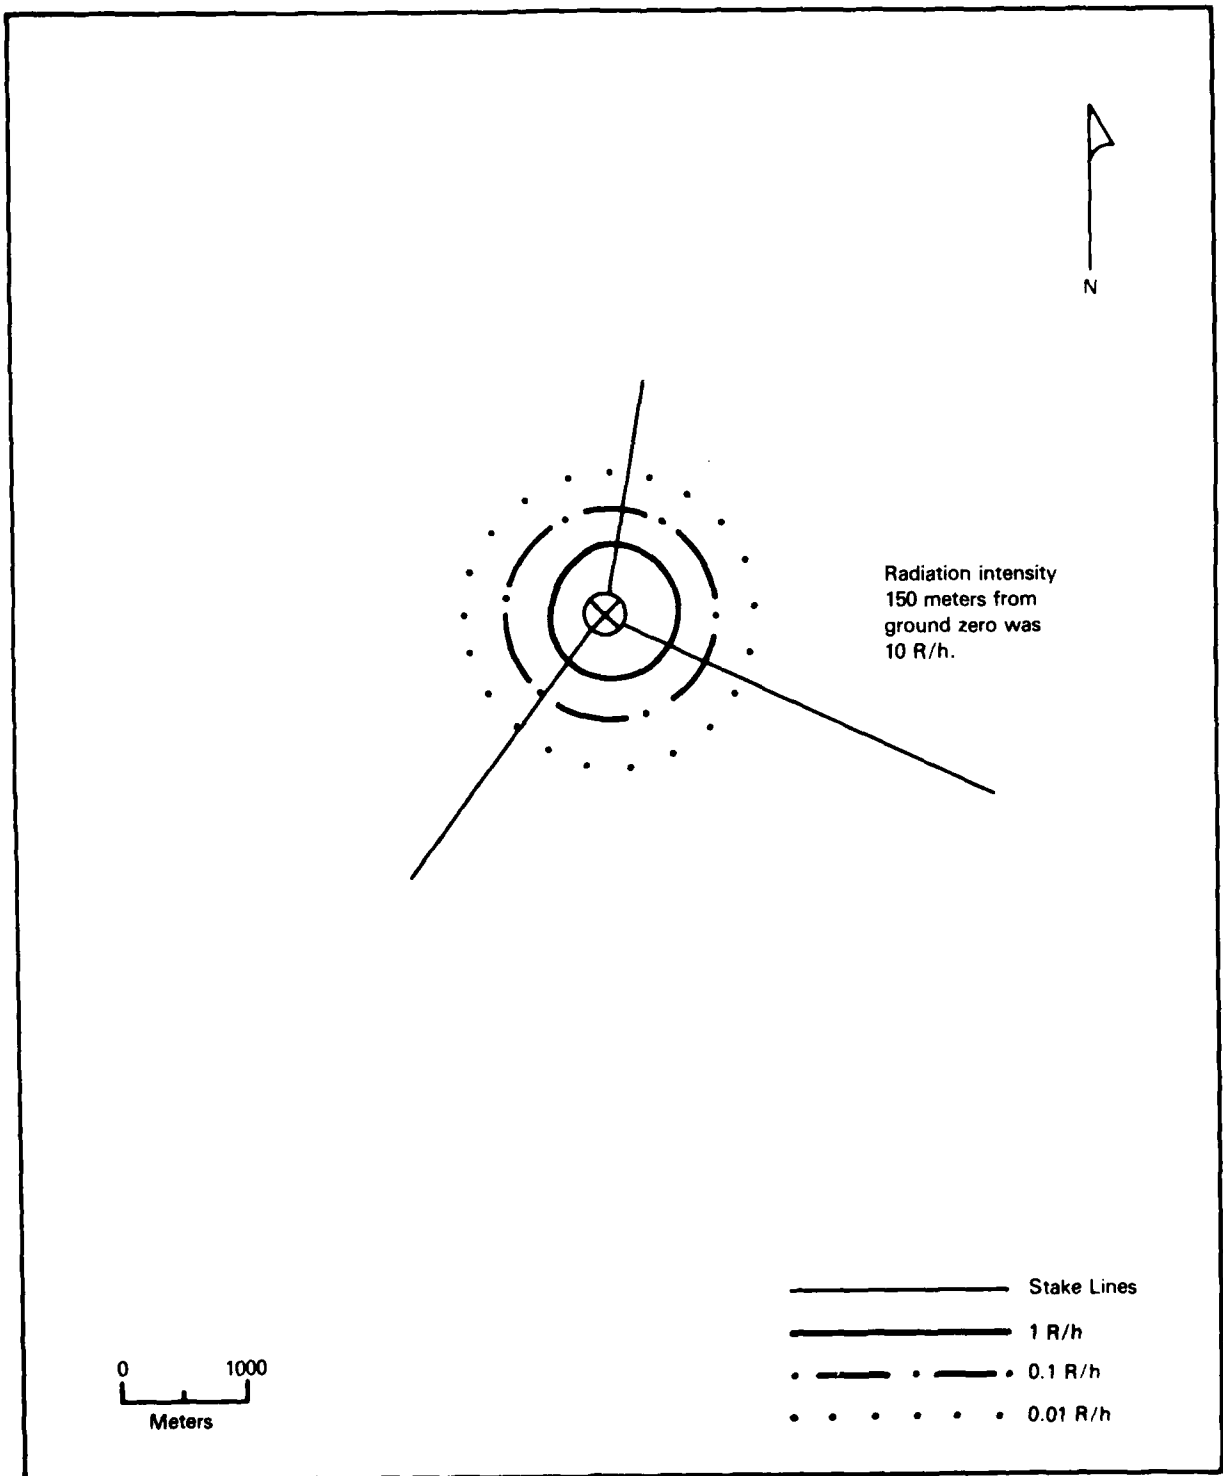 N
Radiation intensity
150 meters from
ground zero was
10 R/h.
Stake Lines
1 R/h
0.1 R/h
0.01 R/h
0 1000
Meters